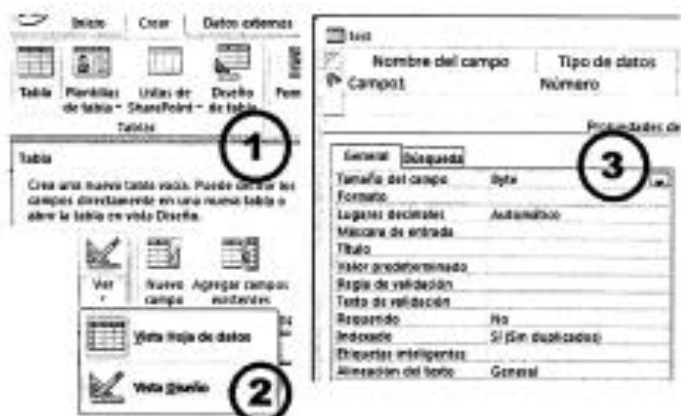 Inicio Crear Datos externos
Tabla Plantillas de tabla Listas de SharePoint Diseño de tabla
Tablas
1
Tabla
Crea una nueva tabla vacía. Puede definir los
campos directamente en una nueva tabla o
abrir la tabla en vista Diseño.
Ver Nuevo campo Agregar campos existentes
Vista Hoja de datos
Vista Diseño
2
test
Nombre del campo Tipo de datos
Campo1 Número
Propiedades de
General Búsqueda
3
Tamaño del campo Byte
Formato
Lugares decimales Automático
Máscara de entrada
Título
Valor predeterminado
Regla de validación
Texto de validación
Requerido No
Indexado Sí (Sin duplicados)
Etiquetas inteligentes
Alineación del texto General